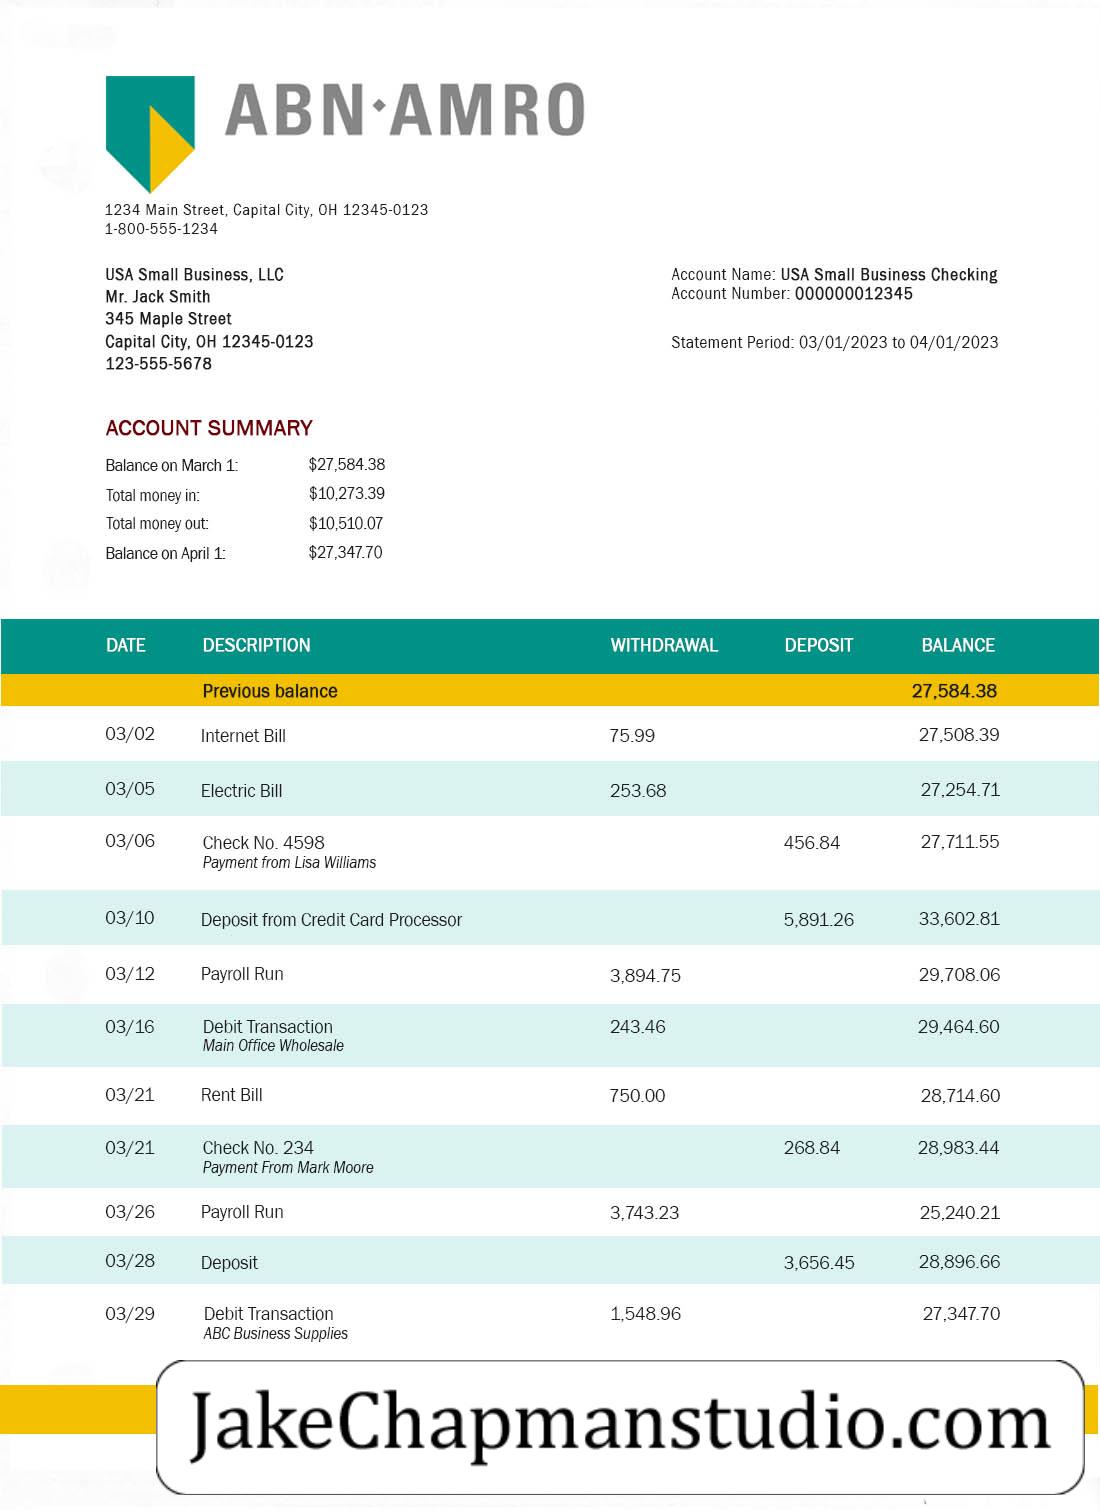 ABN·AMRO
1234 Main Street, Capital City, OH 12345-0123
1-800-555-1234
USA Small Business, LLC
Mr. Jack Smith
345 Maple Street
Capital City, OH 12345-0123
123-555-5678
Account Name: USA Small Business Checking
Account Number: 000000012345
Statement Period: 03/01/2023 to 04/01/2023
ACCOUNT SUMMARY
Balance on March 1: $27,584.38
Total money in: $10,273.39
Total money out: $10,510.07
Balance on April 1: $27,347.70
DATE DESCRIPTION WITHDRAWAL DEPOSIT BALANCE
Previous balance 27,584.38
03/02 Internet Bill 75.99 27,508.39
03/05 Electric Bill 253.68 27,254.71
03/06 Check No. 4598 456.84 27,711.55
Payment from Lisa Williams
03/10 Deposit from Credit Card Processor 5,891.26 33,602.81
03/12 Payroll Run 3,894.75 29,708.06
03/16 Debit Transaction 243.46 29,464.60
Main Office Wholesale
03/21 Rent Bill 750.00 28,714.60
03/21 Check No. 234 268.84 28,983.44
Payment From Mark Moore
03/26 Payroll Run 3,743.23 25,240.21
03/28 Deposit 3,656.45 28,896.66
03/29 Debit Transaction 1,548.96 27,347.70
ABC Business Supplies
JakeChapmanstudio.com